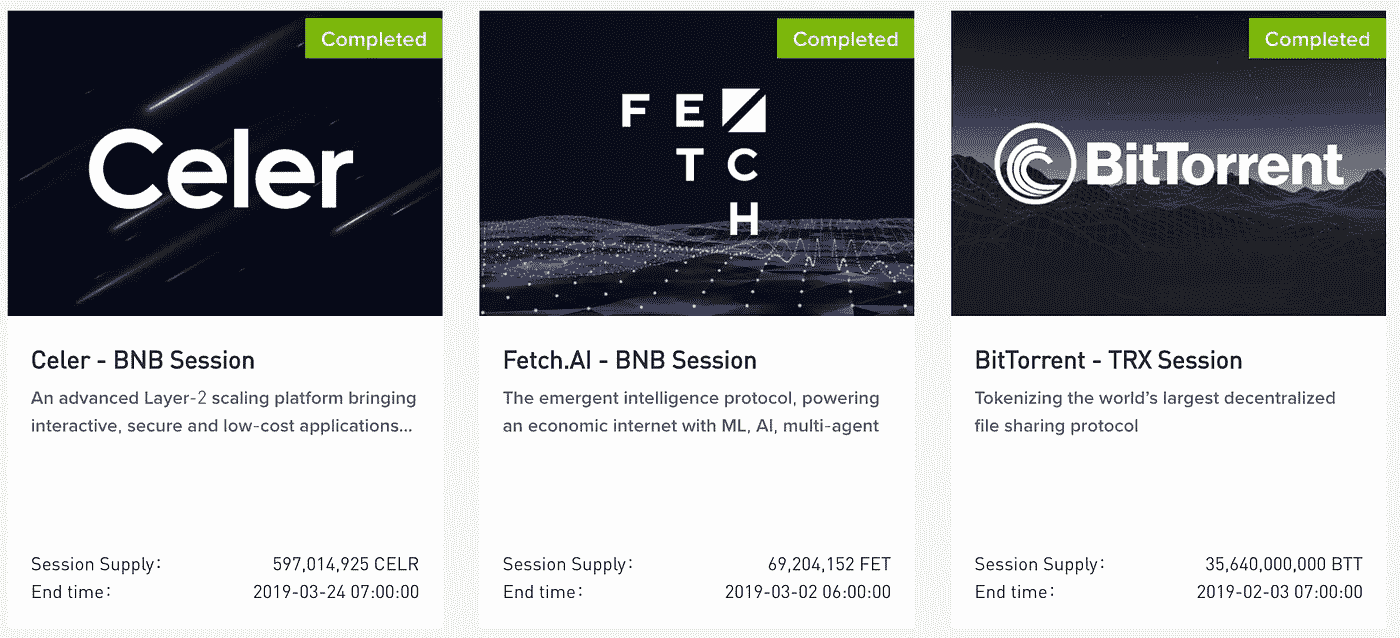 Completed
Celer
Celer - BNB Session
An advanced Layer-2 scaling platform bringing
interactive, secure and low-cost applications...
Session Supply: 597,014,925 CELR
End time: 2019-03-24 07:00:00
Completed
F E
T C
H
Fetch.AI - BNB Session
The emergent intelligence protocol, powering
an economic internet with ML, AI, multi-agent
Session Supply: 69,204,152 FET
End time: 2019-03-02 06:00:00
Completed
BitTorrent
BitTorrent - TRX Session
Tokenizing the world's largest decentralized
file sharing protocol
Session Supply: 35,640,000,000 BTT
End time: 2019-02-03 07:00:00